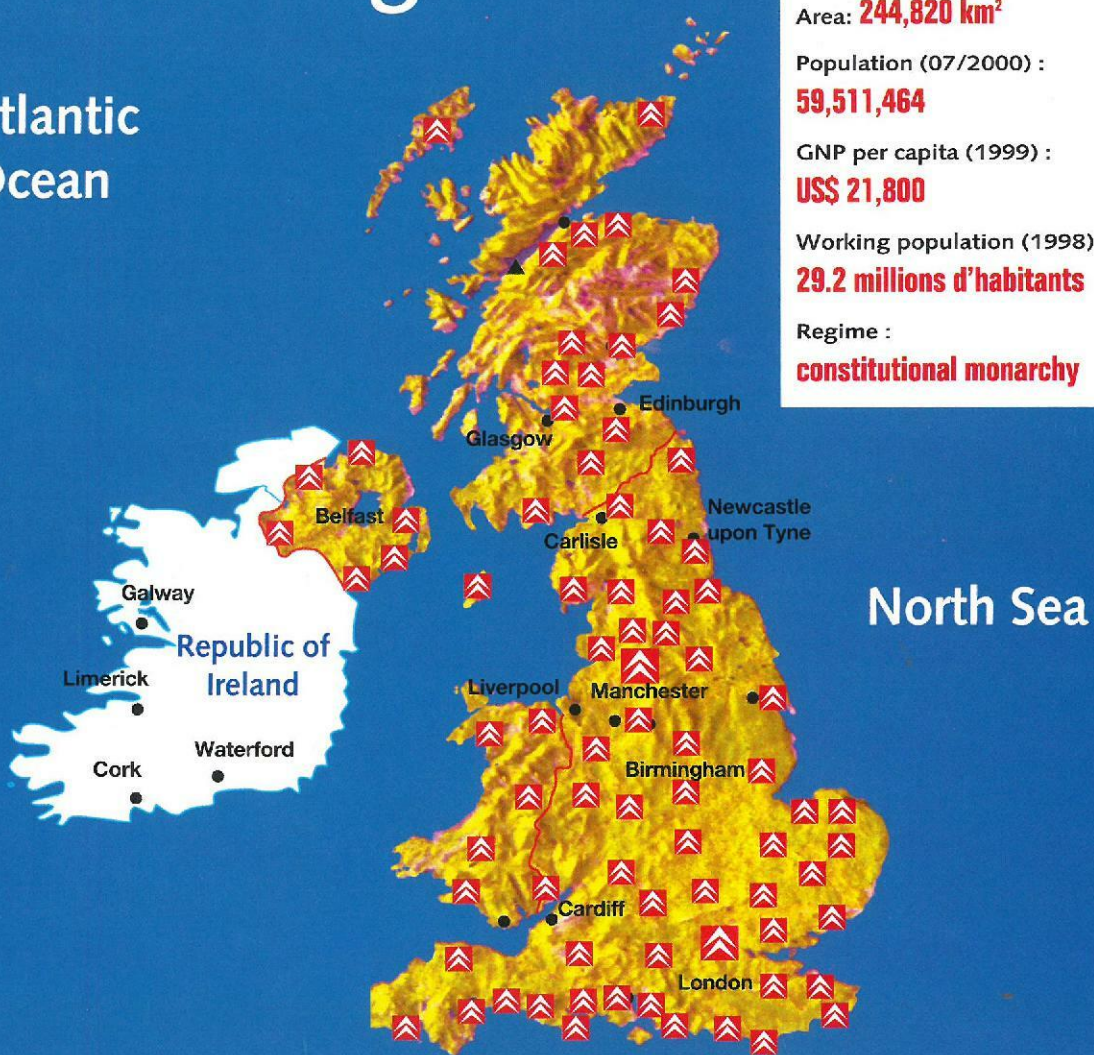 Area: 244,820 km²
Population (07/2000) :
59,511,464
GNP per capita (1999) :
US$ 21,800
Working population (1998)
29.2 millions d'habitants
Regime :
constitutional monarchy
Edinburgh
Glasgow
Belfast
Newcastle
upon Tyne
Carlisle
North Sea
Galway
Republic of
Ireland
Limerick
Liverpool
Manchester
Waterford
Cork
Birmingham
Cardiff
London